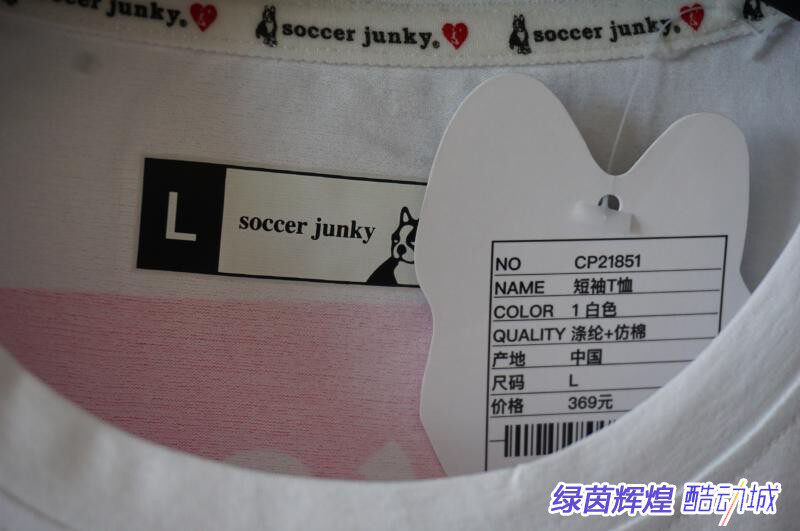 junky.
soccer junky.
soccer junky.
L
soccer junky
NO CP21851
NAME 短袖T恤
COLOR 1 白色
QUALITY 涤纶+仿棉
产地 中国
尺码 L
价格 369元
绿茵辉煌 酷动城